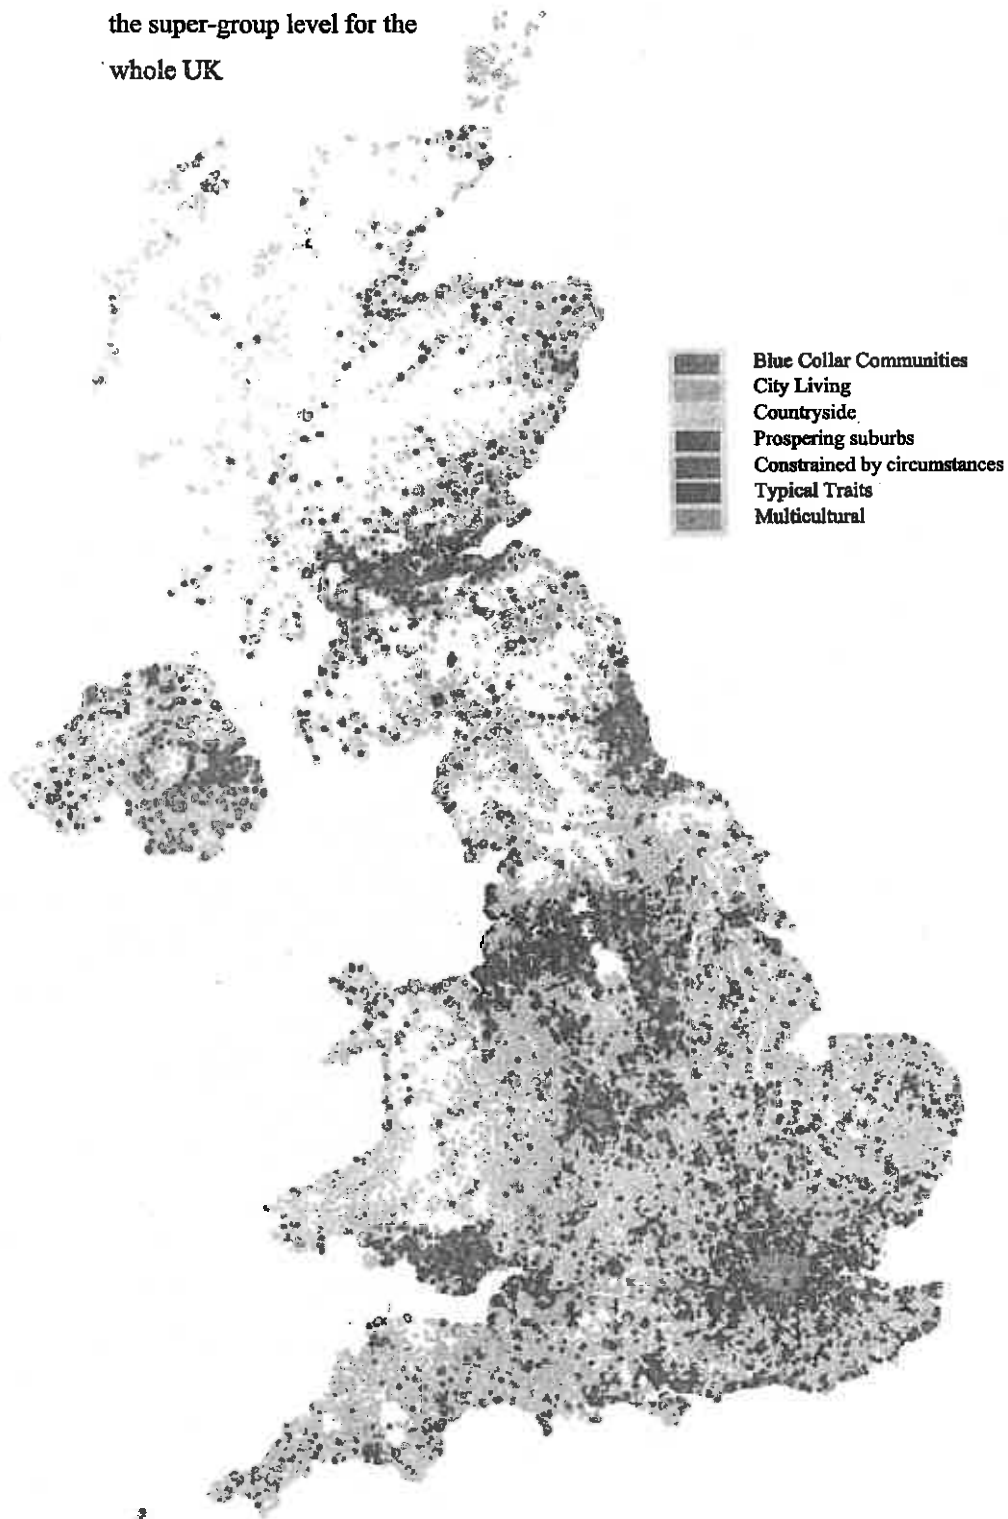 the super-group level for the
whole UK
Blue Collar Communities
City Living
Countryside
Prospering suburbs
Constrained by circumstances
Typical Traits
Multicultural